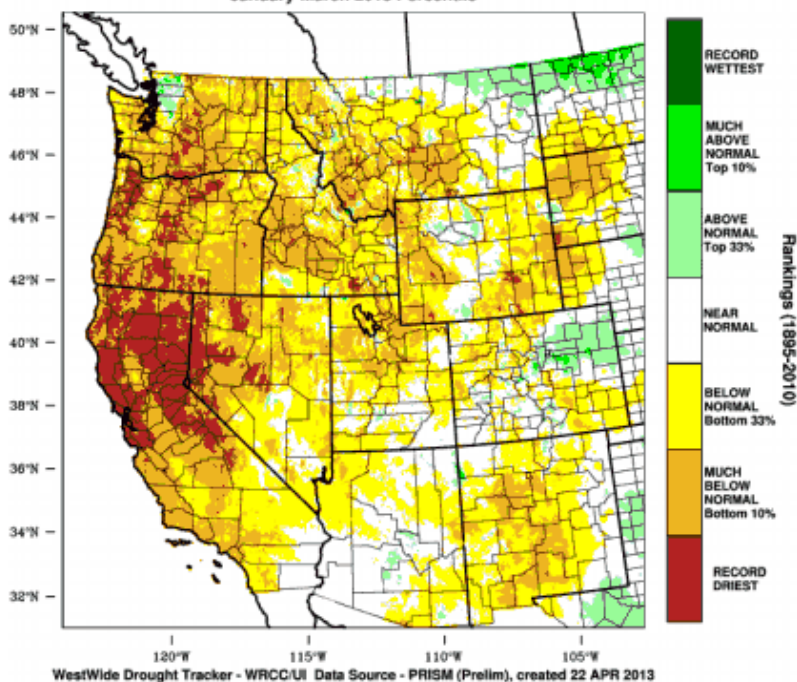 50°N
48°N
46°N
44°N
42°N
40°N
38°N
36°N
34°N
32°N
120°W
115°W
110°W
105°W
RECORD
WETTEST
MUCH
ABOVE
NORMAL
Top 10%
ABOVE
NORMAL
Top 33%
NEAR
NORMAL
BELOW
NORMAL
Bottom 33%
MUCH
BELOW
NORMAL
Bottom 10%
RECORD
DRIEST
Rankings (1895-2010)
WestWide Drought Tracker - WRCC/UI Data Source - PRISM (Prelim), created 22 APR 2013